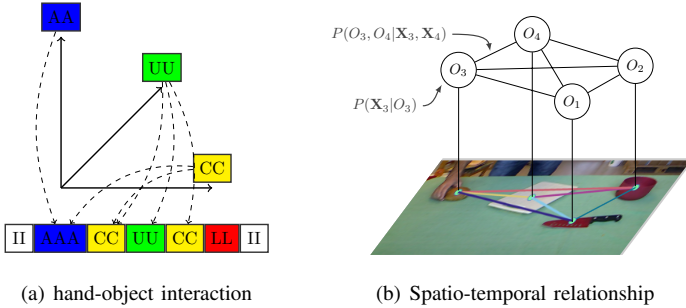 AA
UU
CC
II AAA CC UU CC LL II
(a) hand-object interaction
P(O₃, O₄|X₃, X₄)
O₄
O₃
O₂
P(X₃|O₃)
O₁
(b) Spatio-temporal relationship